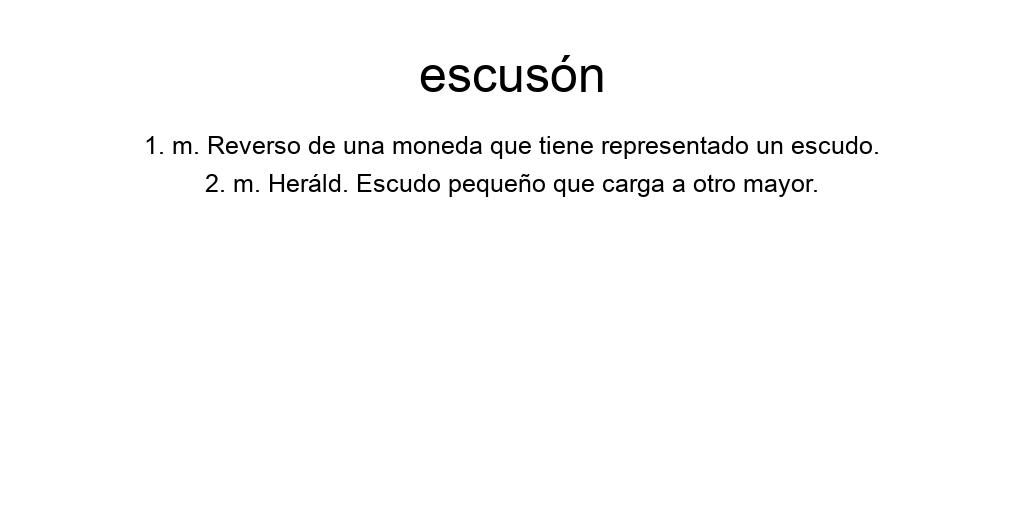 escusón
1. m. Reverso de una moneda que tiene representado un escudo.
2. m. Heráld. Escudo pequeño que carga a otro mayor.